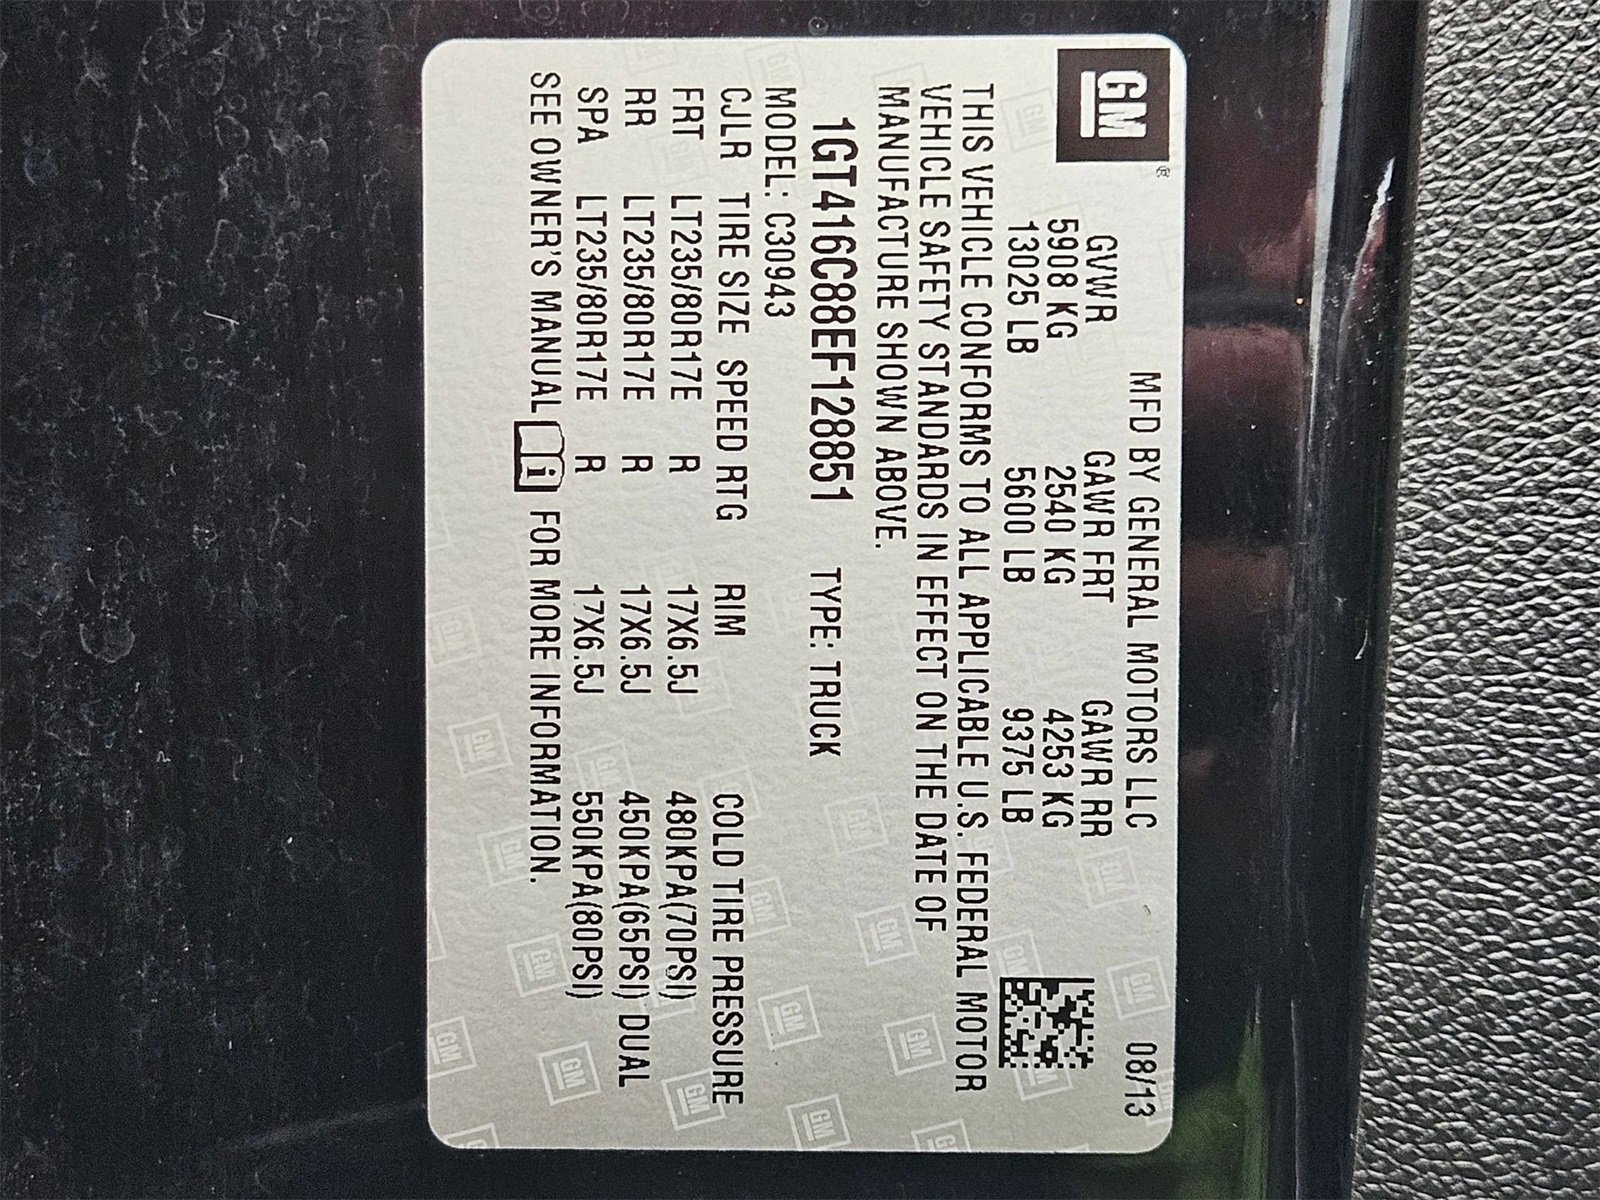 GM ®
MFD BY GENERAL MOTORS LLC 08/13
GVWR GAWR FRT GAWR RR
5908 KG 2540 KG 4253 KG
13025 LB 5600 LB 9375 LB
THIS VEHICLE CONFORMS TO ALL APPLICABLE U.S. FEDERAL MOTOR
VEHICLE SAFETY STANDARDS IN EFFECT ON THE DATE OF
MANUFACTURE SHOWN ABOVE.
1GT416C88EF128851 TYPE: TRUCK
MODEL: C30943
CJLR TIRE SIZE SPEED RTG RIM COLD TIRE PRESSURE
FRT LT235/80R17E R 17X6.5J 480KPA(70PSI)
RR LT235/80R17E R 17X6.5J 450KPA(65PSI) DUAL
SPA LT235/80R17E R 17X6.5J 550KPA(80PSI)
SEE OWNER'S MANUAL i FOR MORE INFORMATION.